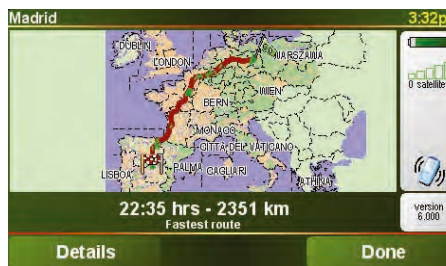 Madrid 3:32p
DUBLIN
LONDON
WARSZAWA
BERN
WIEN
MONACO
CITTÀ DEL VATICANO
LISBOA
PALMA
CAGLIARI
ATHINA
0 satellite
version
6,000
22:35 hrs - 2351 km
Fastest route
Details Done